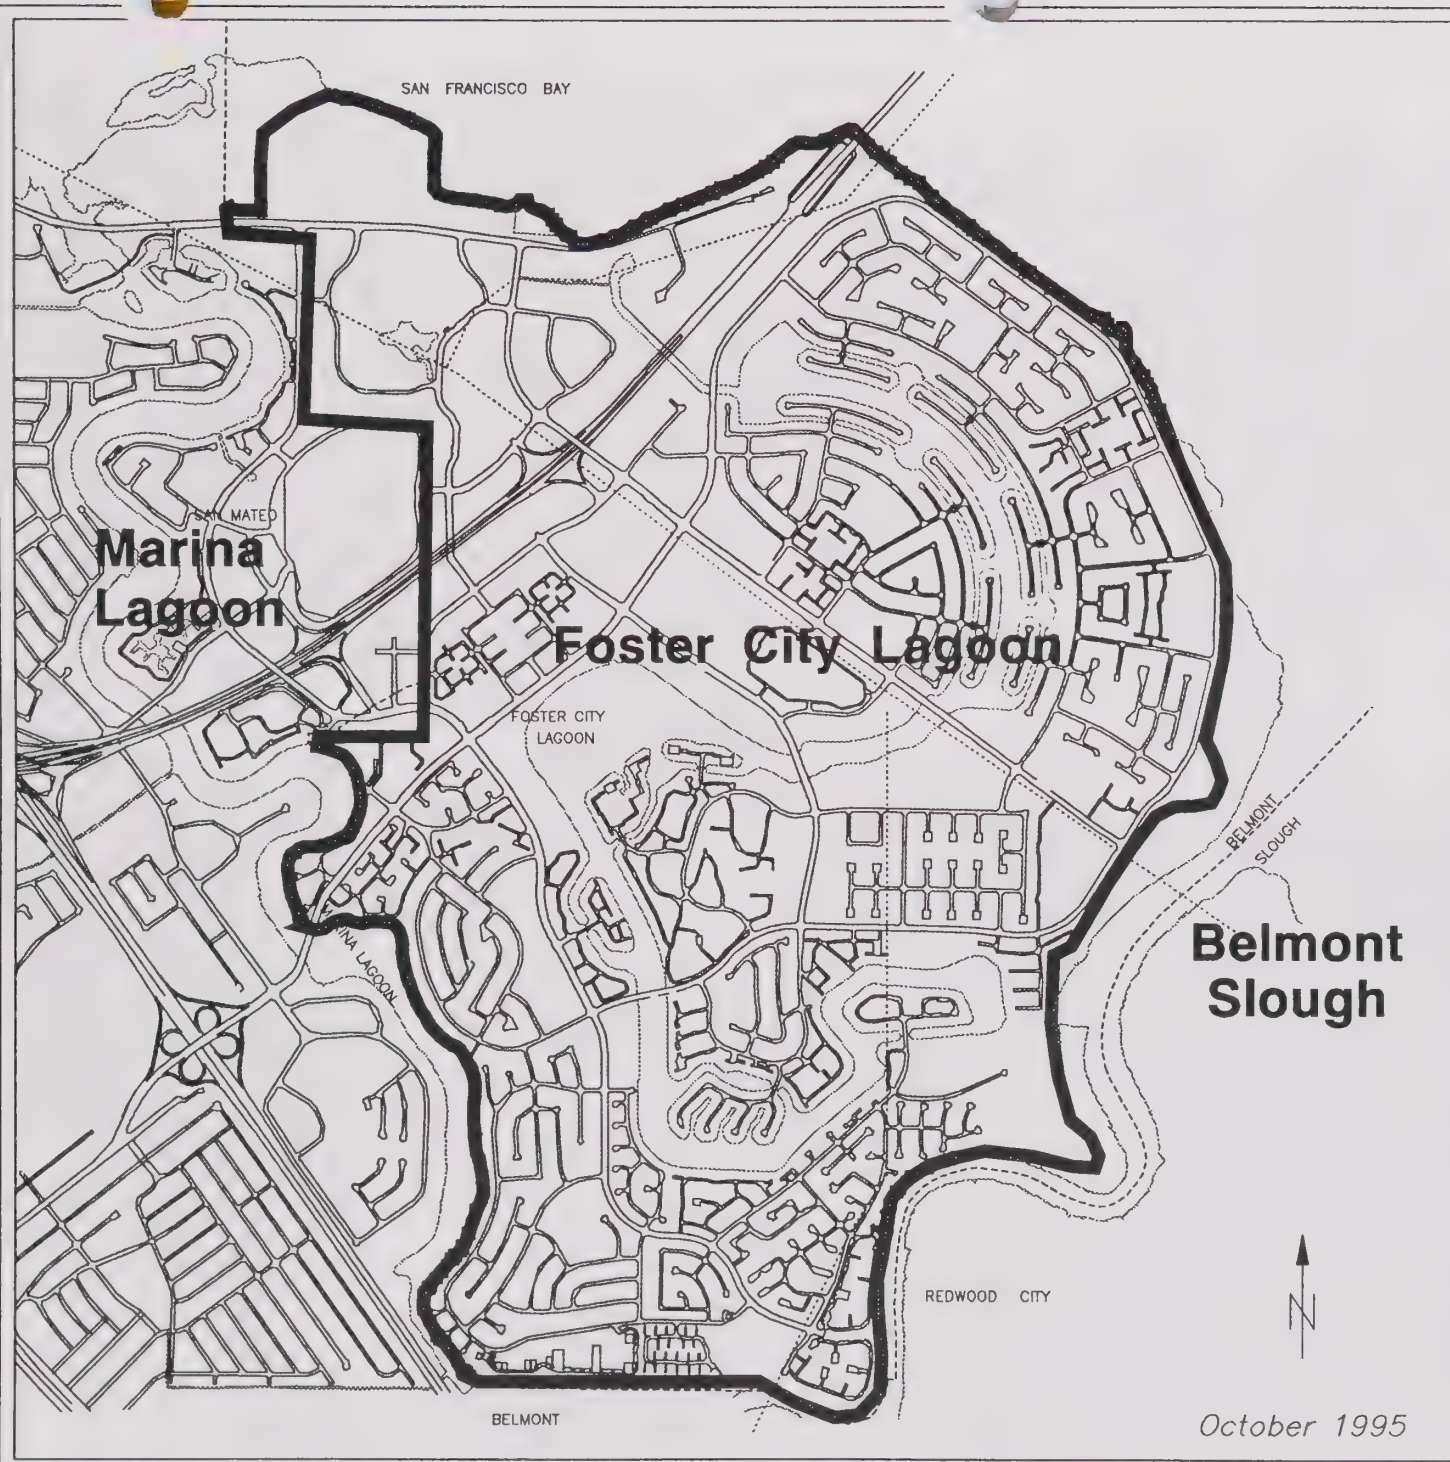 SAN FRANCISCO BAY
SAN MATEO
Marina
Lagoon
Foster City Lagoon
FOSTER CITY
LAGOON
BELMONT
SLOUGH
MARINA LAGOON
Belmont
Slough
REDWOOD CITY
N
BELMONT
October 1995